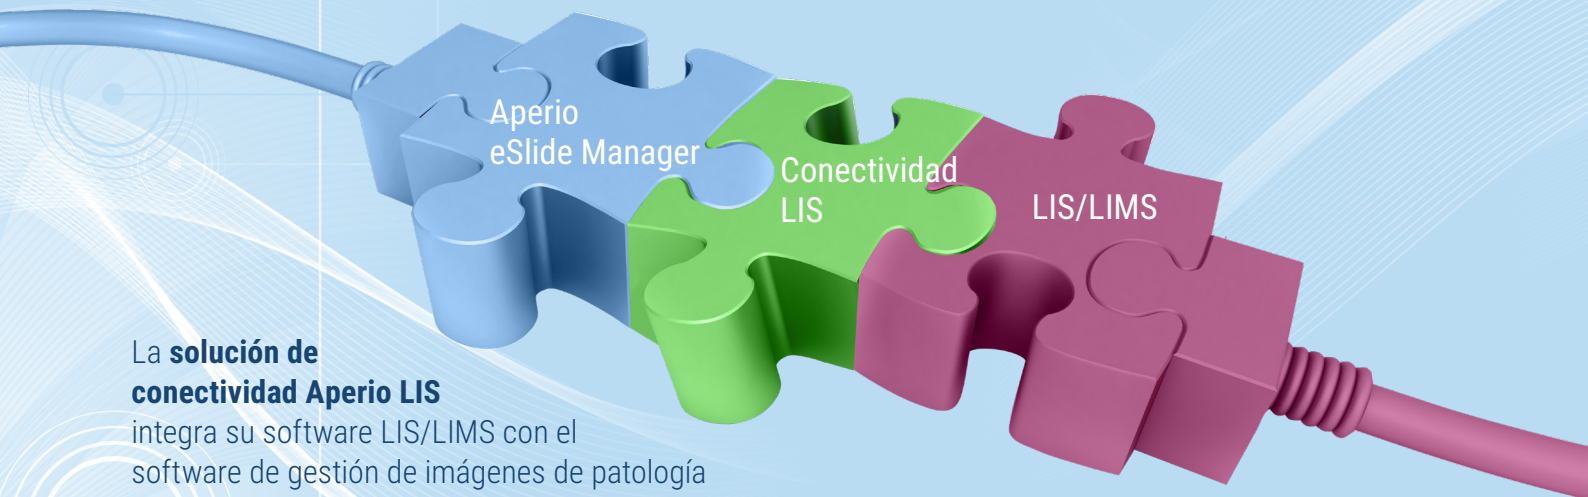 Aperio
eSlide Manager
Conectividad
LIS
LIS/LIMS
La solución de
conectividad Aperio LIS
integra su software LIS/LIMS con el
software de gestión de imágenes de patología